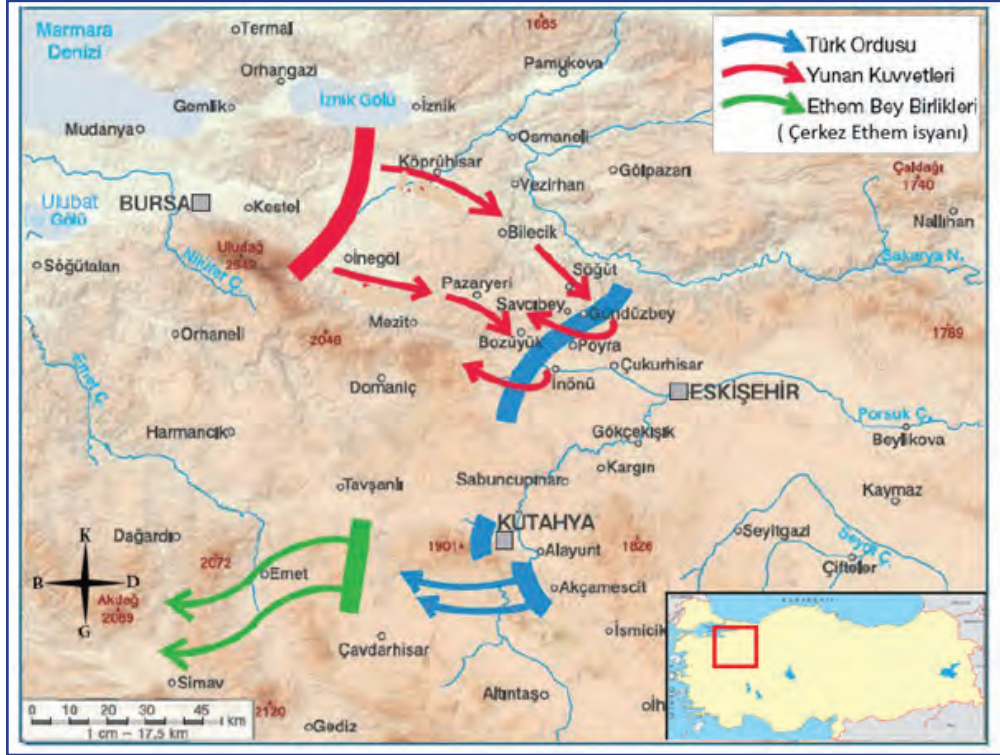 Marmara
Denizi
Termal
1685
Orhangazi
Pamukova
Gemlik
İznik Gölü
İznik
Mudanya
Osmaneli
Türk Ordusu
Yunan Kuvvetleri
Ethem Bey Birlikleri
( Çerkez Ethem isyanı)
Köprühisar
Vezirhan
Gölpazarı
Çaldağı
1740
Ulubat
Gölü
BURSA
Kestel
Bilecik
Nallıhan
Uludağ
2543
Söğütalan
Nilüfer Ç.
İnegöl
Söğüt
Sakarya N.
Pazaryeri
Savcıbey
Gündüzbey
Mezit
Orhaneli
2046
Bozüyük
Poyra
1789
Emet Ç.
Domaniç
İnönü
Çukurhisar
ESKİŞEHİR
Porsuk Ç.
Beylikova
Harmancık
Gökçekışık
Kargın
Tavşanlı
Sabuncupınar
Kaymaz
Seyitgazi
Seydi Ç.
Çifteler
K
B
D
G
Dağardı
2072
Emet
1901
KÜTAHYA
Alayunt
1826
Akçamescit
Akdağ
2089
Çavdarhisar
İsmicik
Simav
Altıntaş
0 10 20 30 45 km
1 cm – 17,5 km
2120
Gediz
İh